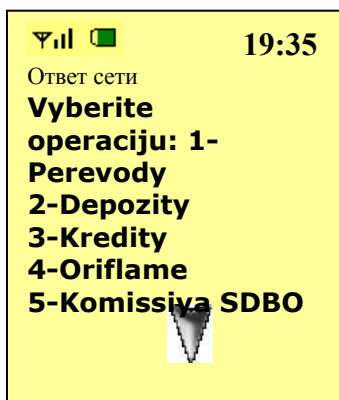 19:35
Ответ сети
Vyberite
operaciju: 1-
Perevody
2-Depozity
3-Kredity
4-Oriflame
5-Komissiya SDBO